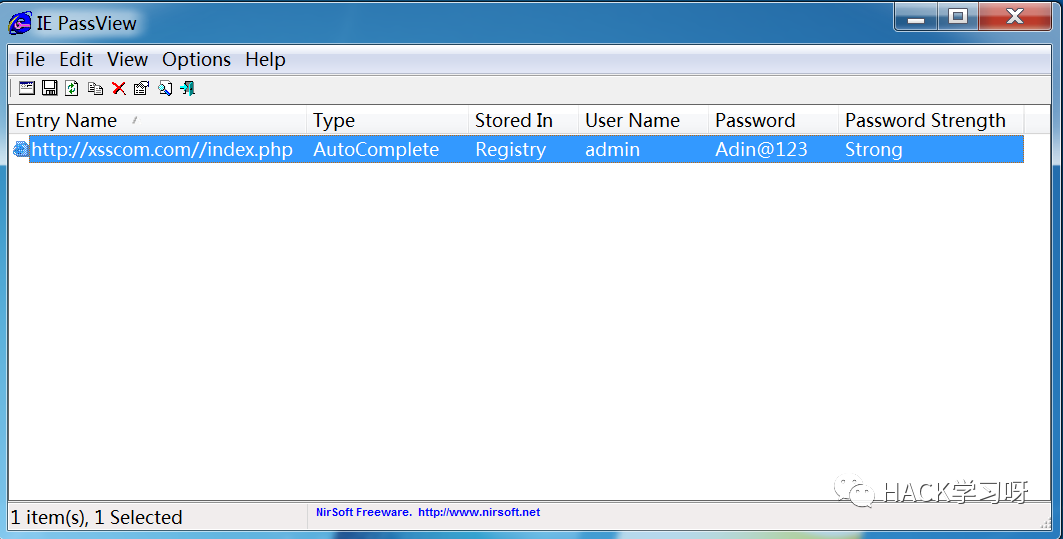 IE PassView
File Edit View Options Help
Entry Name Type Stored In User Name Password Password Strength
http://xsscom.com//index.php AutoComplete Registry admin Adin@123 Strong
HACK学习呀
1 item(s), 1 Selected NirSoft Freeware. http://www.nirsoft.net